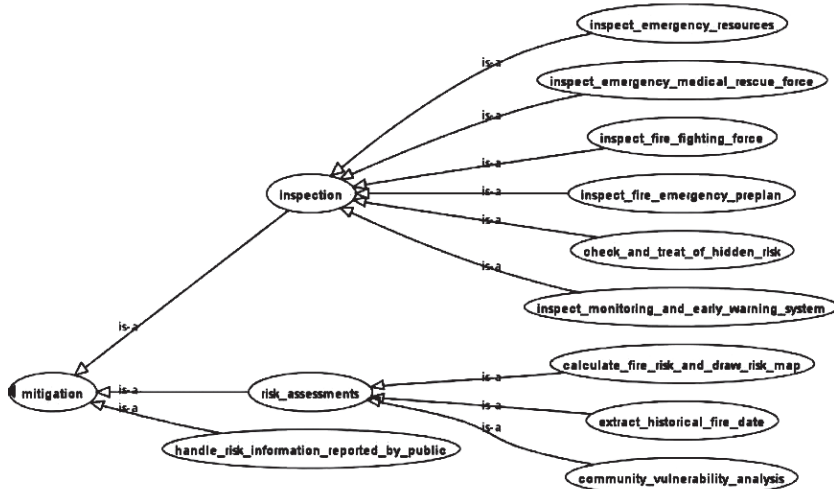 inspect_emergency_resources
is-a
inspect_emergency_medical_rescue_force
is-a
inspect_fire_fighting_force
is-a
inspection
is-a
inspect_fire_emergency_preplan
is-a
check_and_treat_of_hidden_risk
is-a
inspect_monitoring_and_early_warning_system
is-a
calculate_fire_risk_and_draw_risk_map
is-a
mitigation
is-a
risk_assessments
is-a
extract_historical_fire_date
is-a
is-a
handle_risk_information_reported_by_public
community_vulnerability_analysis